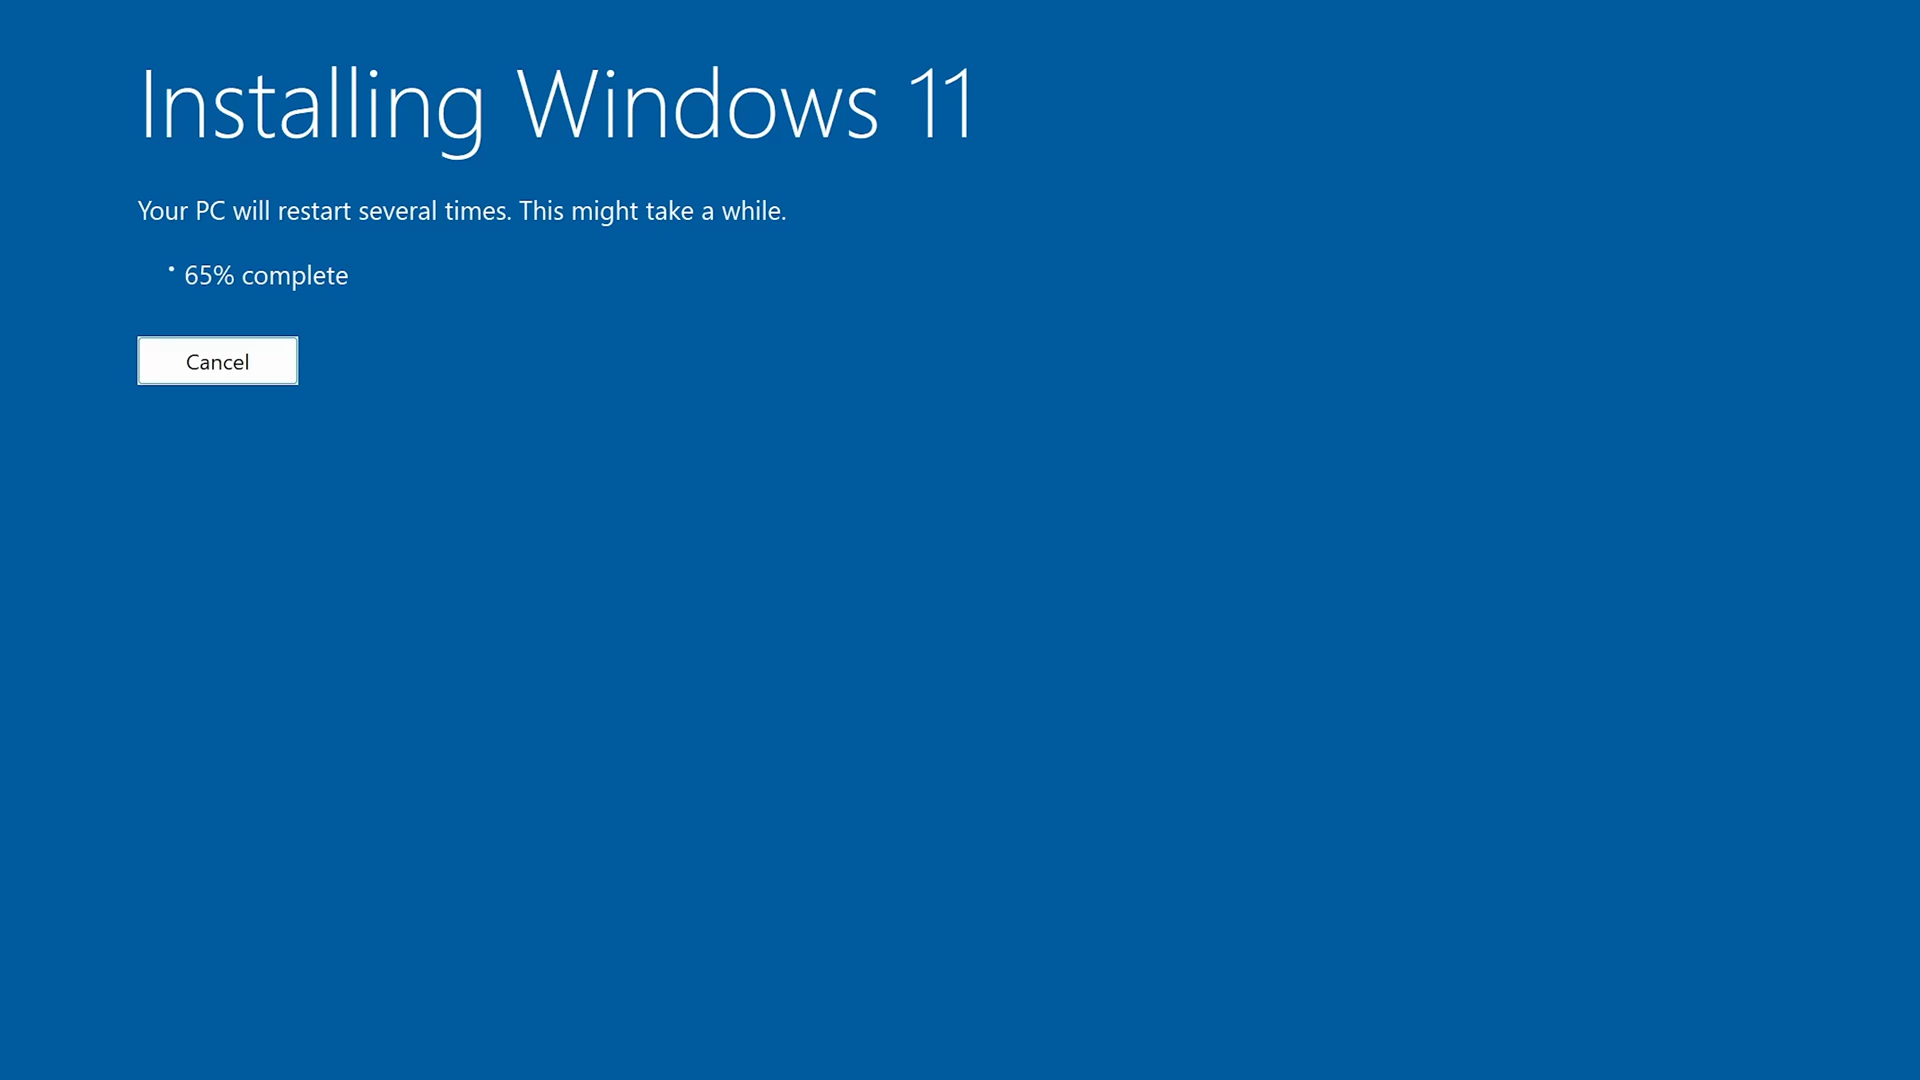 Installing Windows 11
Your PC will restart several times. This might take a while.
65% complete
Cancel